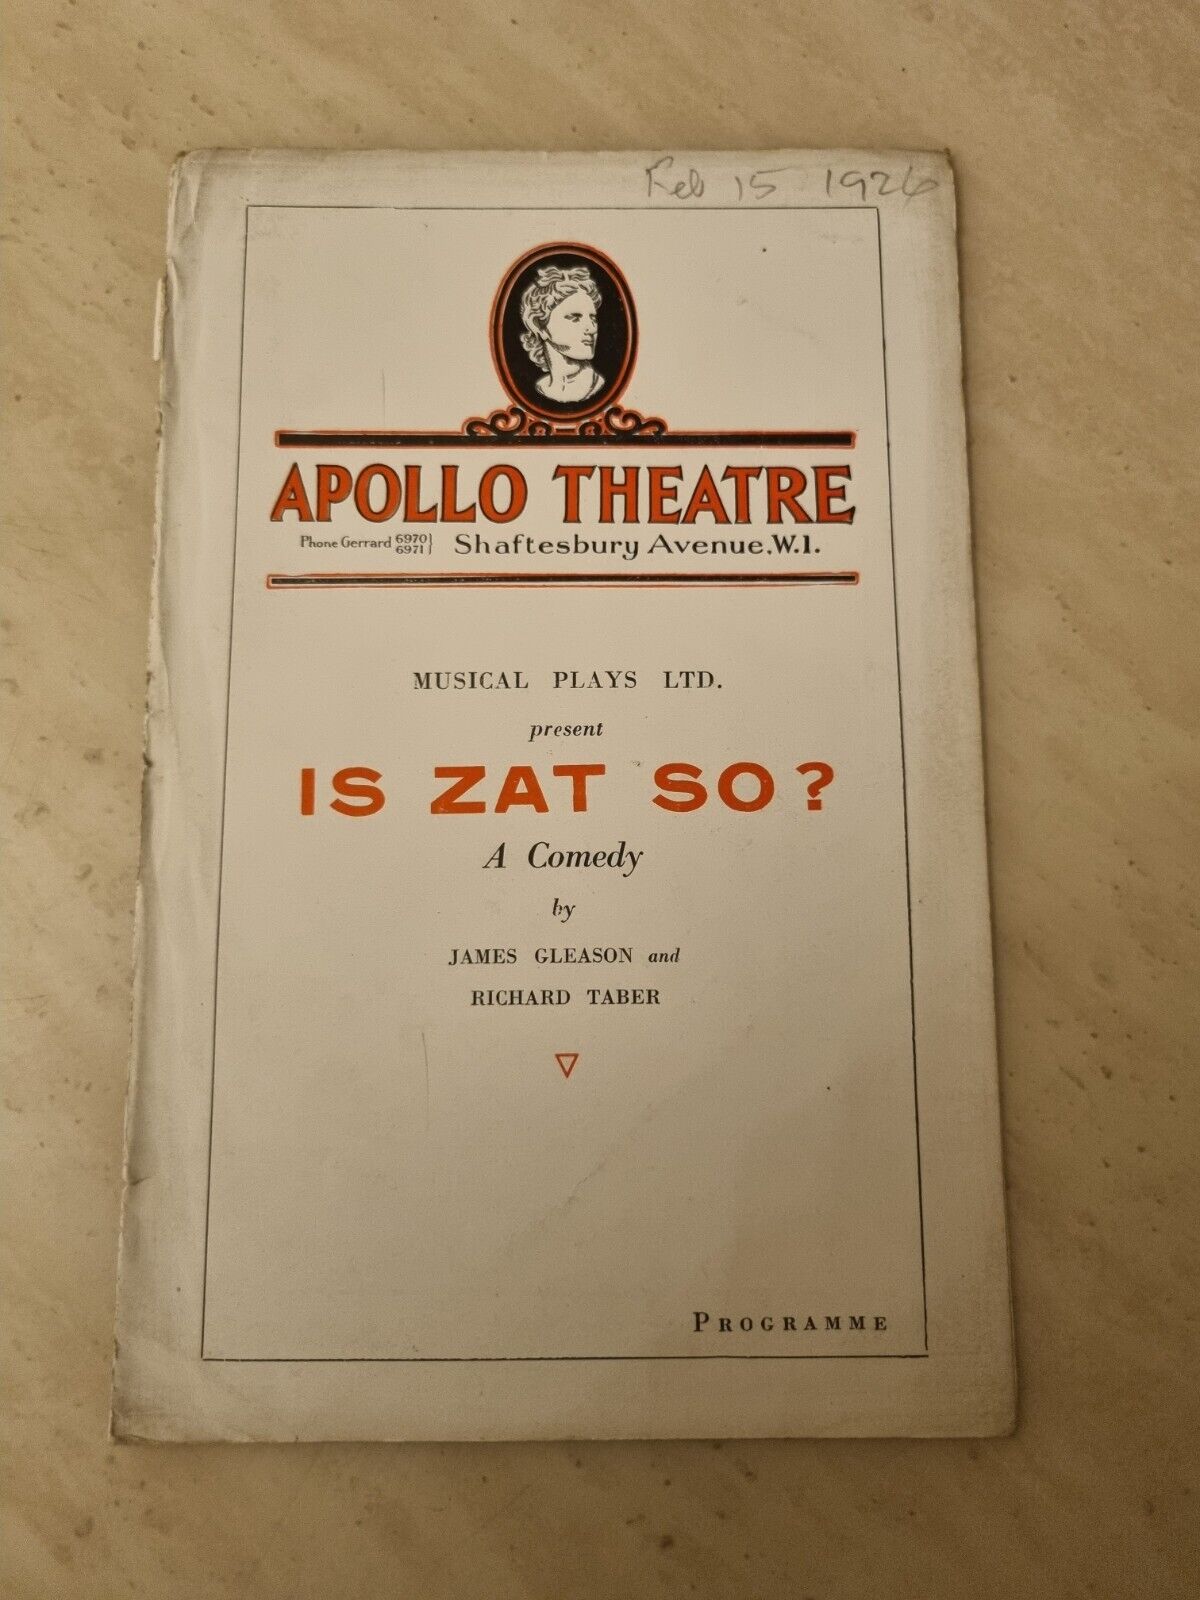 Feb 15 1926
APOLLO THEATRE
Phone Gerrard 6970 6971} Shaftesbury Avenue, W.1.
MUSICAL PLAYS LTD.
present
IS ZAT SO?
A Comedy
by
JAMES GLEASON and
RICHARD TABER
PROGRAMME